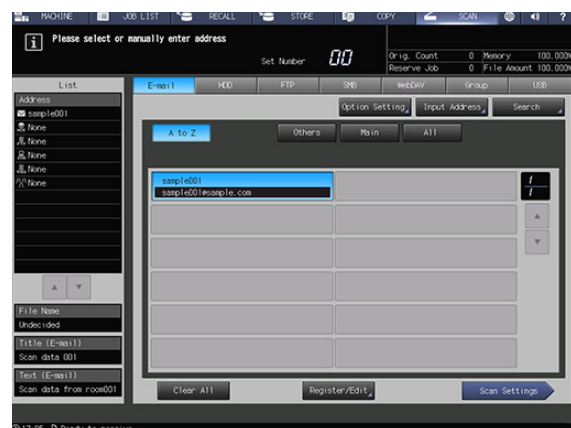 MACHINE JOB LIST RECALL STORE COPY SCAN ?
Please select or manually enter address
Set Number 00
Orig. Count 0 Memory 100.000%
Reserve Job 0 File Amount 100.000%
List
E-mail HDD FTP SMB WebDAV Group USB
Address
sample001
None
None
None
None
None
Option Setting Input Address Search
A to Z Others Main All
sample001
sample001@sample.com
1/1
File Name
Undecided
Title (E-mail)
Scan data 001
Text (E-mail)
Scan data from room001
Clear All Register/Edit Scan Settings